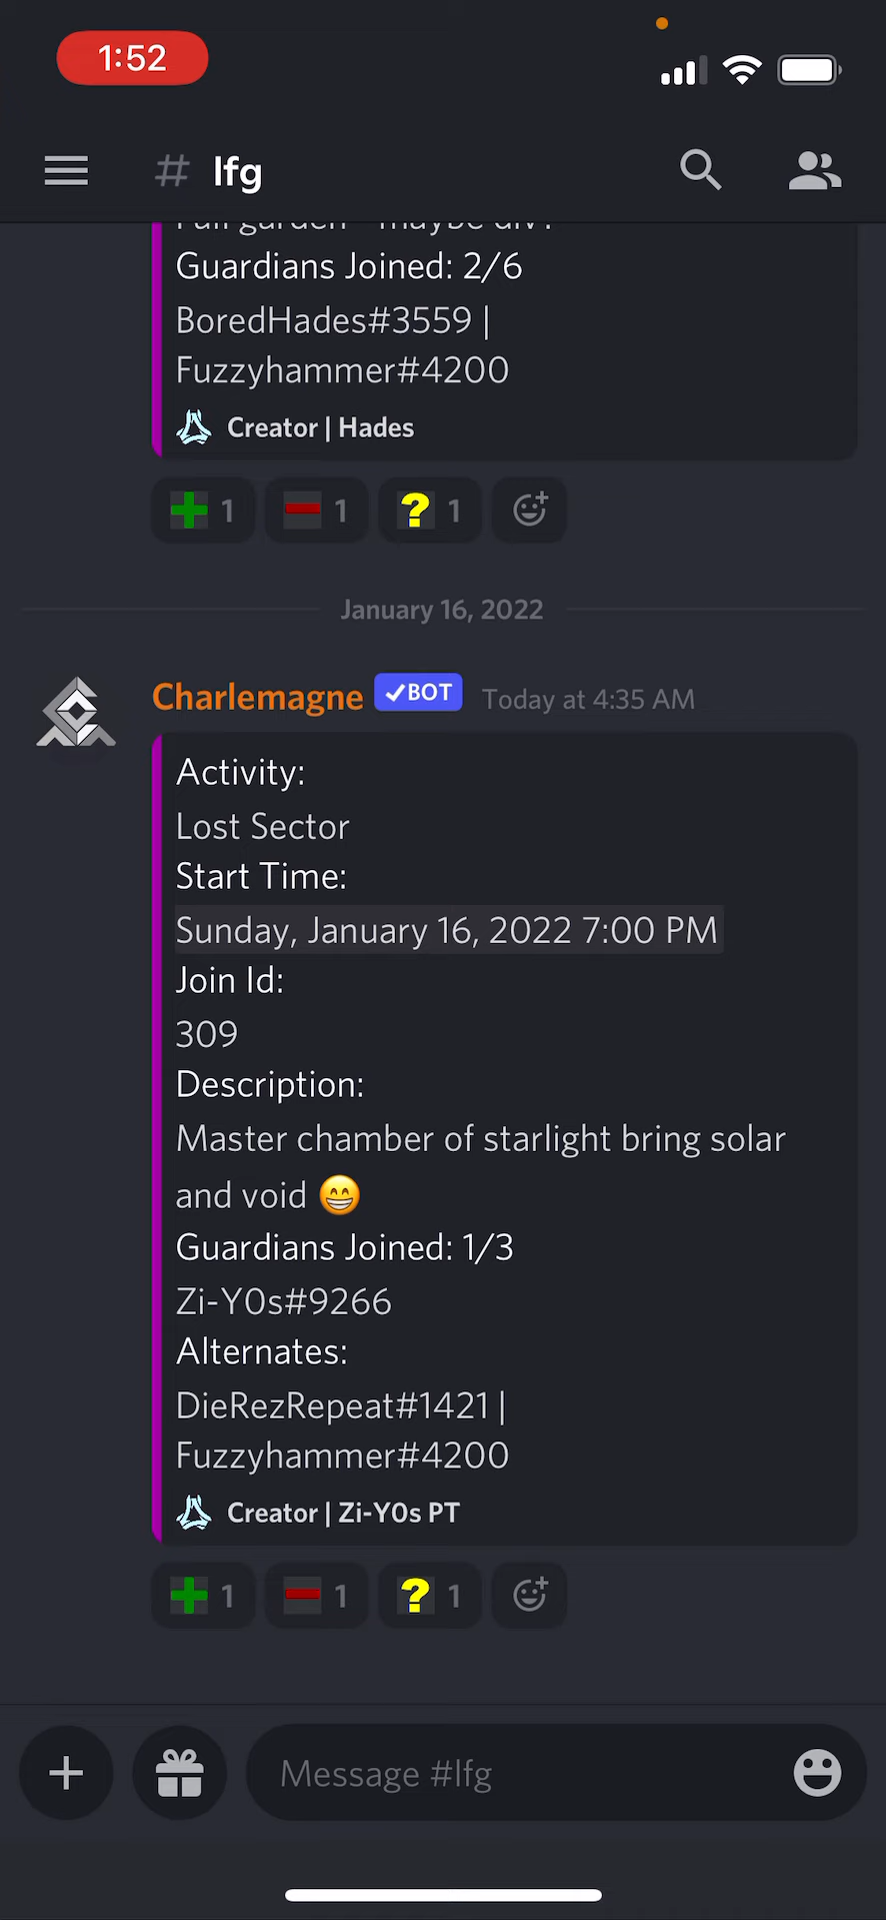 1:52
# lfg
Guardians Joined: 2/6
BoredHades#3559 |
Fuzzyhammer#4200
Creator | Hades
1 1 ? 1
January 16, 2022
Charlemagne ✓BOT Today at 4:35 AM
Activity:
Lost Sector
Start Time:
Sunday, January 16, 2022 7:00 PM
Join Id:
309
Description:
Master chamber of starlight bring solar
and void 😁
Guardians Joined: 1/3
Zi-Y0s#9266
Alternates:
DieRezRepeat#1421 |
Fuzzyhammer#4200
Creator | Zi-Y0s PT
1 1 ? 1
Message #lfg